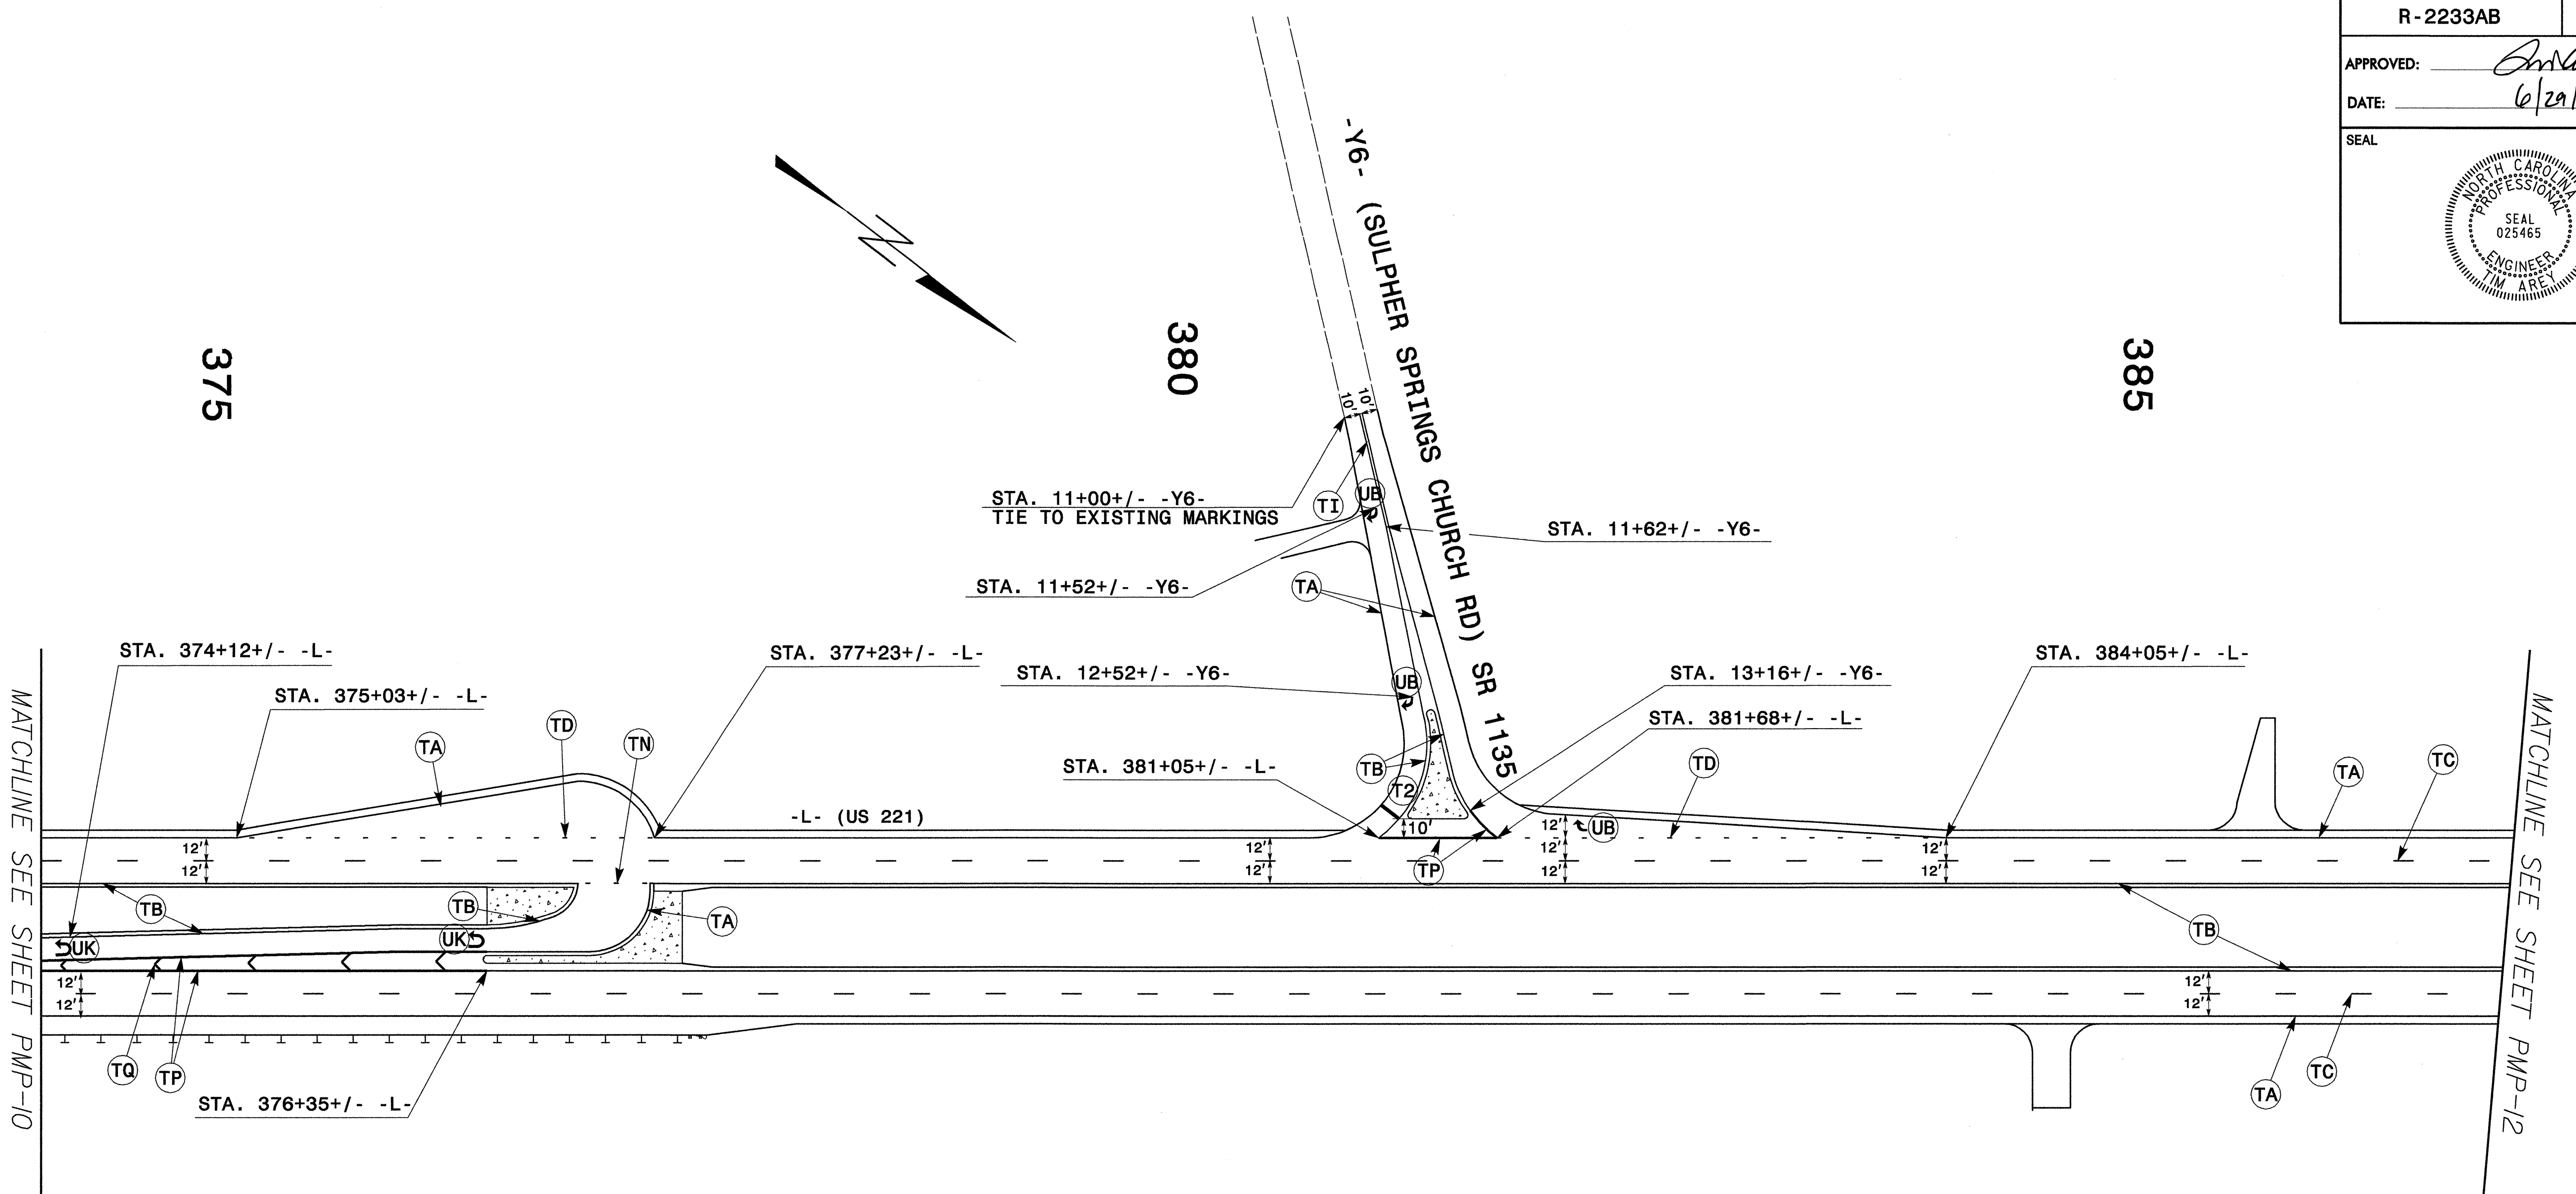 R-2233AB
APPROVED:
DATE: 6/29/
SEAL
NORTH CAROLINA
PROFESSIONAL
SEAL
025465
ENGINEER
TIM AREY
375
380
385
-Y6- (SULPHER SPRINGS CHURCH RD) SR 1135
10'
10'
STA. 11+00+/- -Y6-
TIE TO EXISTING MARKINGS
TI
UB
STA. 11+62+/- -Y6-
STA. 11+52+/- -Y6-
TA
STA. 374+12+/- -L-
STA. 377+23+/- -L-
STA. 384+05+/- -L-
STA. 12+52+/- -Y6-
UB
STA. 13+16+/- -Y6-
STA. 375+03+/- -L-
STA. 381+68+/- -L-
TA
TD
TN
STA. 381+05+/- -L-
TB
T2
TD
TA
TC
-L- (US 221)
10'
12'
UB
12'
12'
12'
12'
12'
12'
12'
12'
TP
TB
TB
TA
TB
UK
UK
12'
12'
12'
12'
TQ
TP
TC
TA
STA. 376+35+/- -L-
MATCHLINE SEE SHEET PMP-10
MATCHLINE SEE SHEET PMP-12